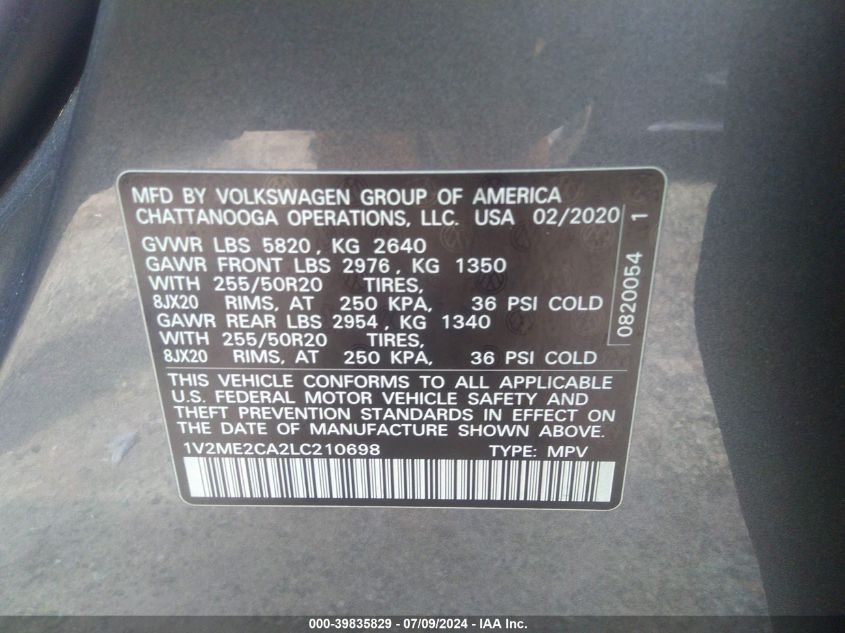 MFD BY VOLKSWAGEN GROUP OF AMERICA
CHATTANOOGA OPERATIONS, LLC. USA 02/2020
GVWR LBS 5820, KG 2640
GAWR FRONT LBS 2976, KG 1350
WITH 255/50R20 TIRES,
8JX20 RIMS, AT 250 KPA, 36 PSI COLD
GAWR REAR LBS 2954, KG 1340
WITH 255/50R20 TIRES,
8JX20 RIMS, AT 250 KPA, 36 PSI COLD
0820054 1
THIS VEHICLE CONFORMS TO ALL APPLICABLE
U.S. FEDERAL MOTOR VEHICLE SAFETY AND
THEFT PREVENTION STANDARDS IN EFFECT ON
THE DATE OF MANUFACTURE SHOWN ABOVE.
1V2ME2CA2LC210698 TYPE: MPV
000-39835829 - 07/09/2024 - IAA Inc.